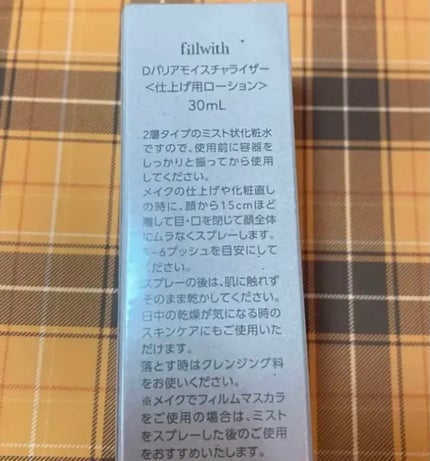 fillwith
Dバリアモイスチャライザー
＜仕上げ用ローション＞
30mL
2層タイプのミスト状化粧水
ですので、使用前に容器を
しっかりと振ってから使用
してください。
メイクの仕上げや化粧直し
の時に、顔から15cmほど
離して目・口を閉じて顔全体
にムラなくスプレーします。
5~6プッシュを目安にして
ください。
スプレーの後は、肌に触れず
そのまま乾かしてください。
日中の乾燥が気になる時の
スキンケアにもご使用いた
だけます。
落とす時はクレンジング料
をお使いください。
※メイクでフィルムマスカラ
をご使用の場合は、ミスト
をスプレーした後のご使用
をおすすめいたします。